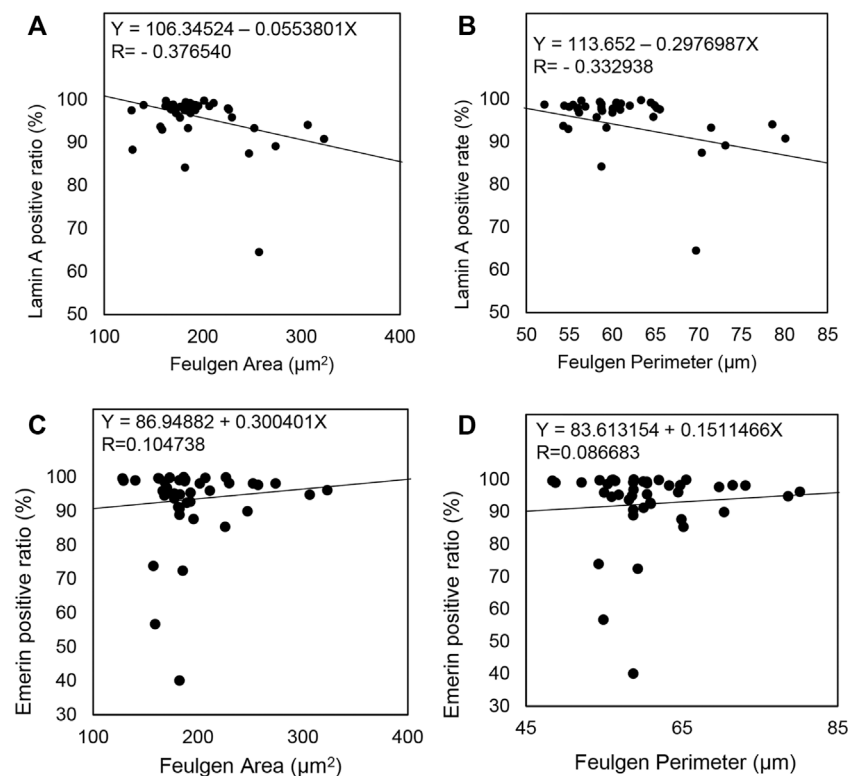 A
Y = 106.34524 – 0.0553801X
R= - 0.376540
Lamin A positive ratio (%)
100
90
80
70
60
50
100
200
300
400
Feulgen Area (µm²)
B
Y = 113.652 – 0.2976987X
R= - 0.332938
Lamin A positive rate (%)
100
90
80
70
60
50
50
55
60
65
70
75
80
85
Feulgen Perimeter (µm)
C
Y = 86.94882 + 0.300401X
R=0.104738
Emerin positive ratio (%)
100
90
80
70
60
50
40
30
100
200
300
400
Feulgen Area (µm²)
D
Y = 83.613154 + 0.1511466X
R=0.086683
Emerin positive ratio (%)
100
90
80
70
60
50
40
30
45
65
85
Feulgen Perimeter (µm)